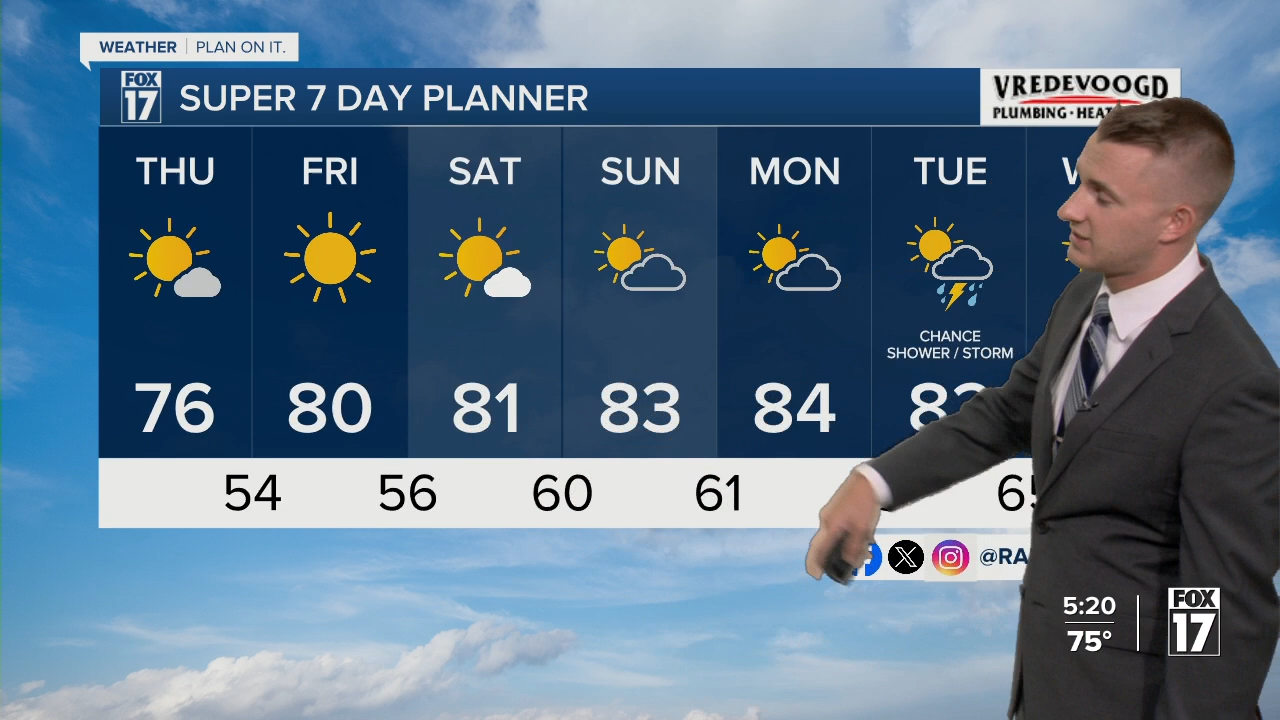 WEATHER | PLAN ON IT.
FOX 17
SUPER 7 DAY PLANNER
VREDEVOOGD
PLUMBING •
THU FRI SAT SUN MON TUE
CHANCE
SHOWER / STORM
76 80 81 83 84
54 56 60 61
5:20
75°
FOX
17